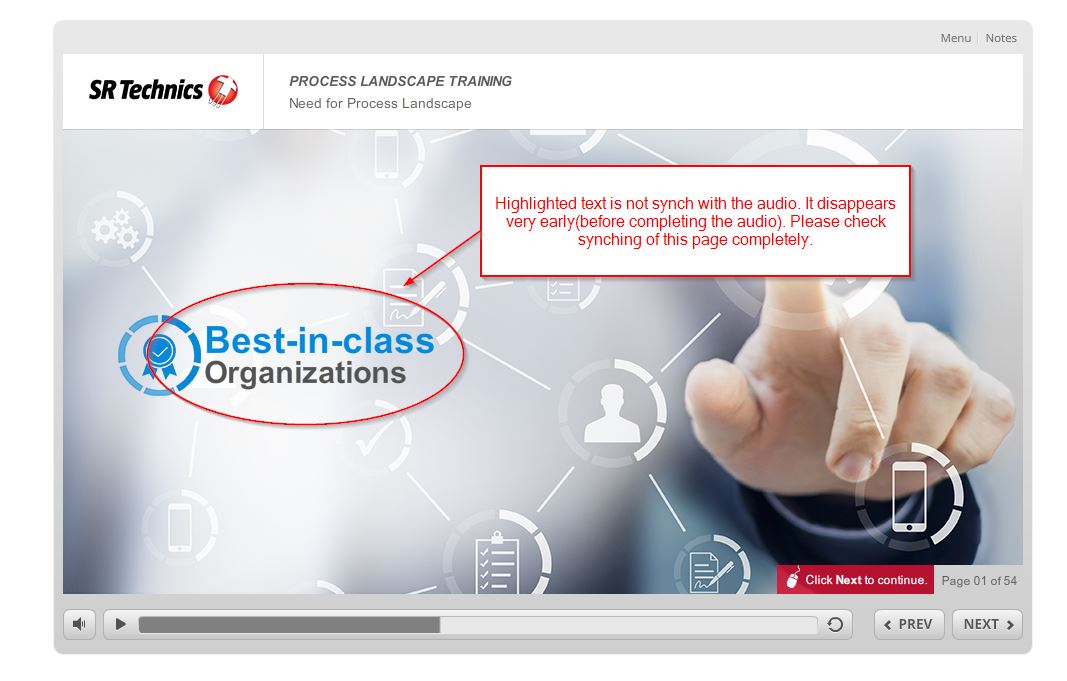 Menu Notes
SR Technics
PROCESS LANDSCAPE TRAINING
Need for Process Landscape
Highlighted text is not synch with the audio. It disappears
very early(before completing the audio). Please check
synching of this page completely.
Best-in-class
Organizations
Click Next to continue.
Page 01 of 54
PREV
NEXT